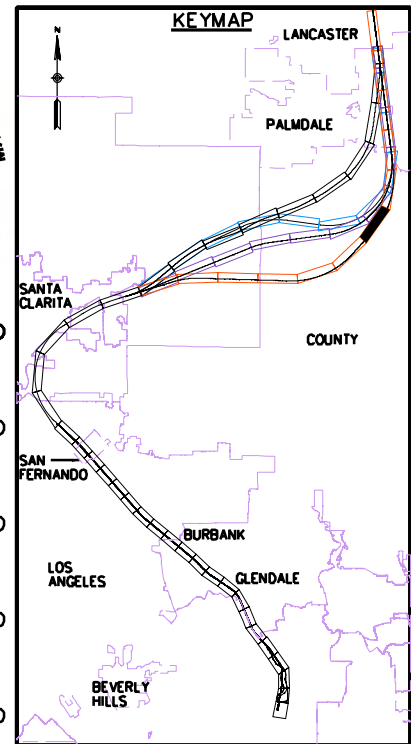 KEYMAP
N
LANCASTER
PALMDALE
SANTA
CLARITA
COUNTY
SAN
FERNANDO
BURBANK
LOS
ANGELES
GLENDALE
BEVERLY
HILLS